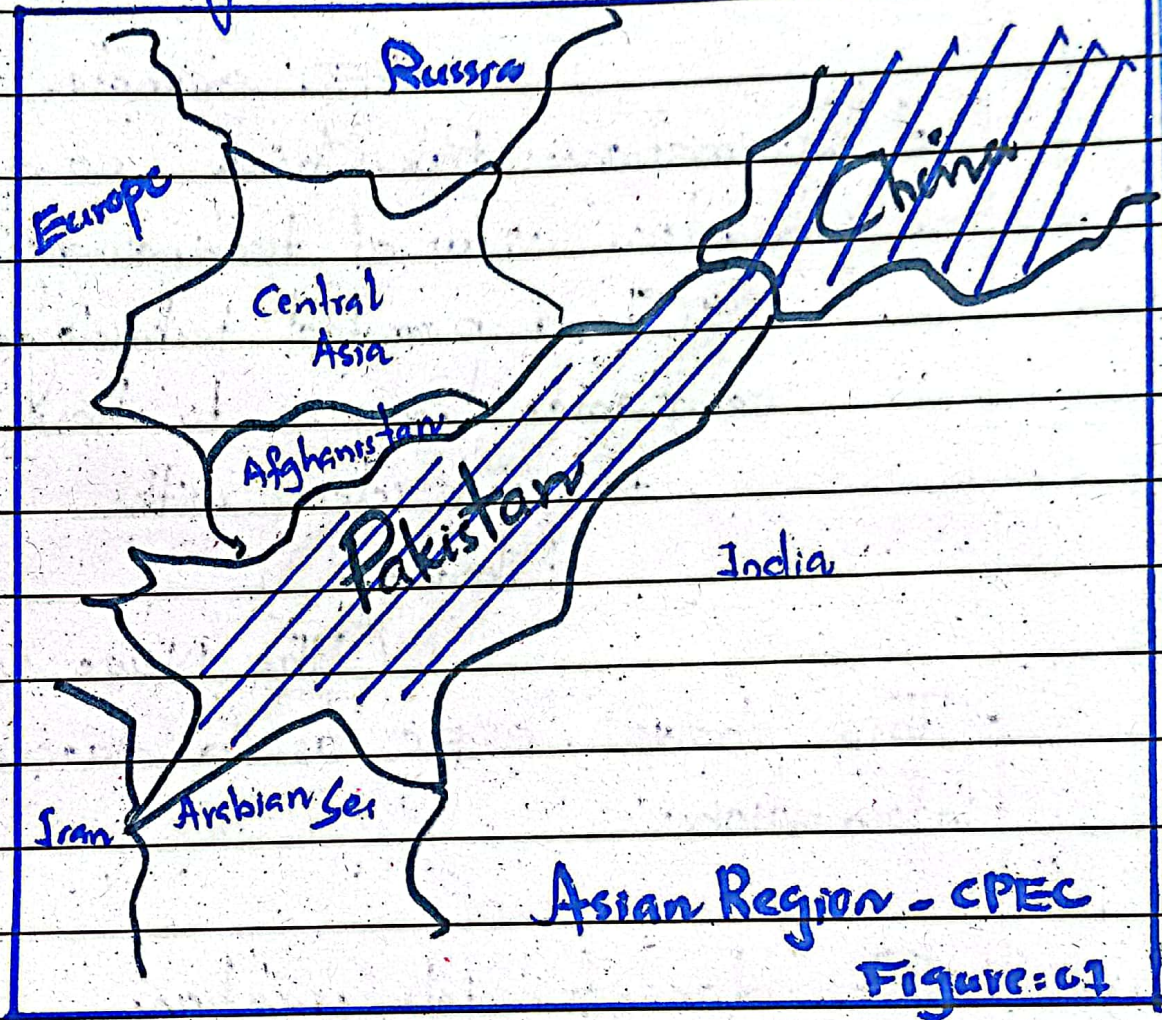 Russia
China
Europe
Central
Asia
Afghanistan
Pakistan
India
Arabian Sea
Iran
Asian Region - CPEC
Figure: 01